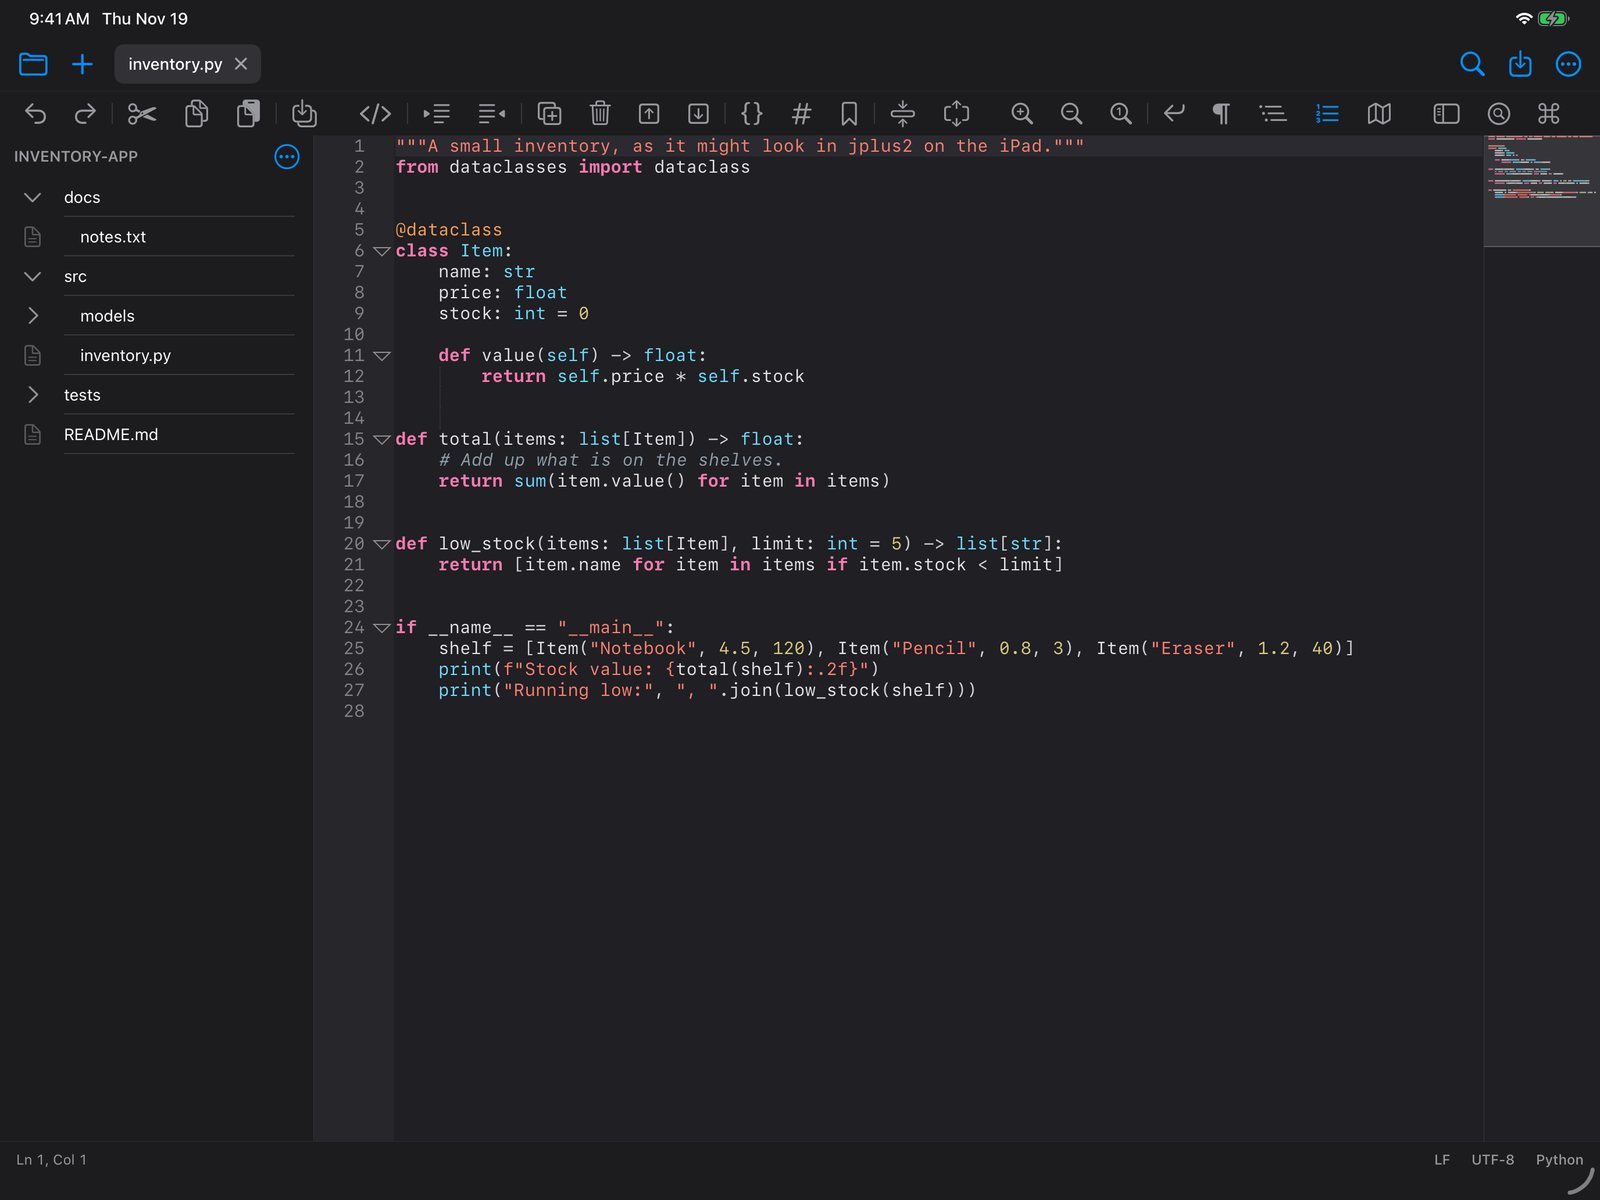 9:41 AM Thu Nov 19
inventory.py
INVENTORY-APP
docs
notes.txt
src
models
inventory.py
tests
README.md
1 """A small inventory, as it might look in jplus2 on the iPad."""
2 from dataclasses import dataclass
3
4
5 @dataclass
6 class Item:
7     name: str
8     price: float
9     stock: int = 0
10
11     def value(self) -> float:
12         return self.price * self.stock
13
14
15 def total(items: list[Item]) -> float:
16     # Add up what is on the shelves.
17     return sum(item.value() for item in items)
18
19
20 def low_stock(items: list[Item], limit: int = 5) -> list[str]:
21     return [item.name for item in items if item.stock < limit]
22
23
24 if __name__ == "__main__":
25     shelf = [Item("Notebook", 4.5, 120), Item("Pencil", 0.8, 3), Item("Eraser", 1.2, 40)]
26     print(f"Stock value: {total(shelf):.2f}")
27     print("Running low:", ", ".join(low_stock(shelf)))
28
Ln 1, Col 1
LF UTF-8 Python